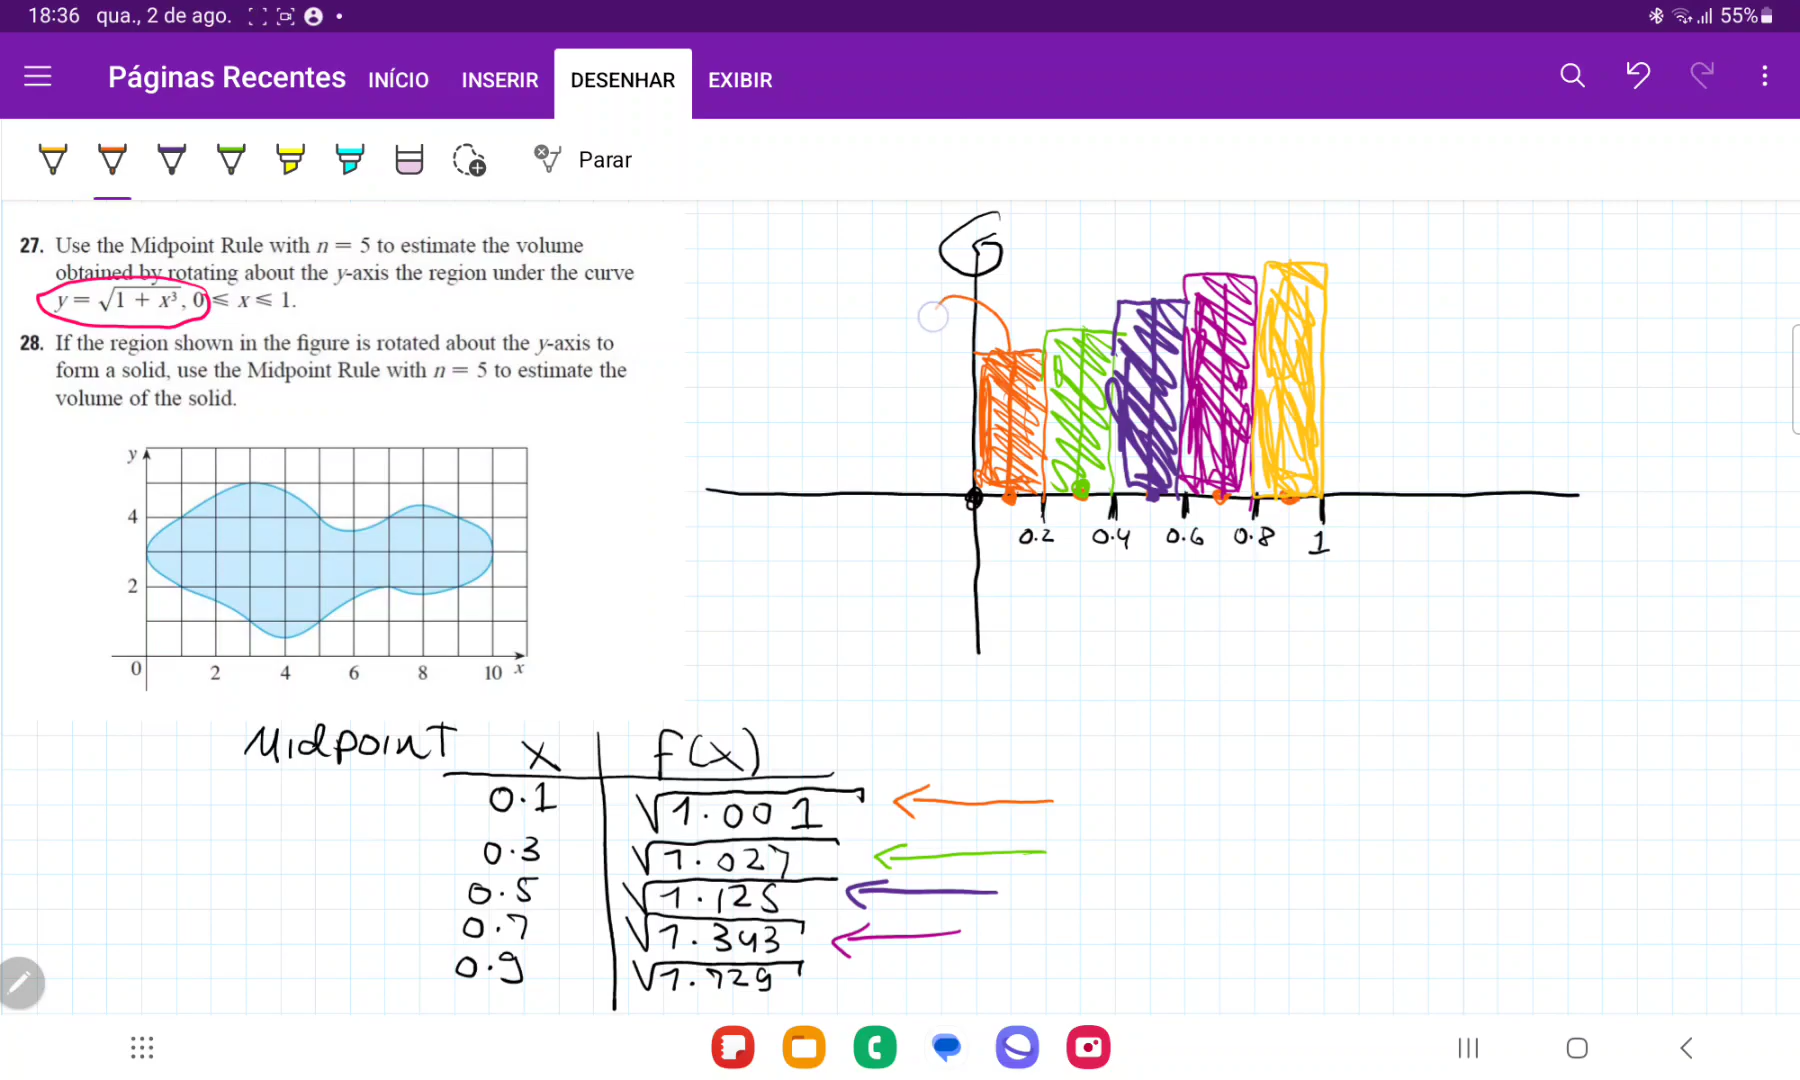 18:36 qua., 2 de ago.
55%
Páginas Recentes INÍCIO INSERIR DESENHAR EXIBIR
Parar
27. Use the Midpoint Rule with n = 5 to estimate the volume
obtained by rotating about the y-axis the region under the curve
y = √1 + x³, 0 ⩽ x ⩽ 1.
28. If the region shown in the figure is rotated about the y-axis to
form a solid, use the Midpoint Rule with n = 5 to estimate the
volume of the solid.
y
4
2
0 2 4 6 8 10 x
0.2 0.4 0.6 0.8 1
Midpoint x f(x)
0.1 √1.001
0.3 √1.027
0.5 √1.125
0.7 √1.343
0.9 √1.729